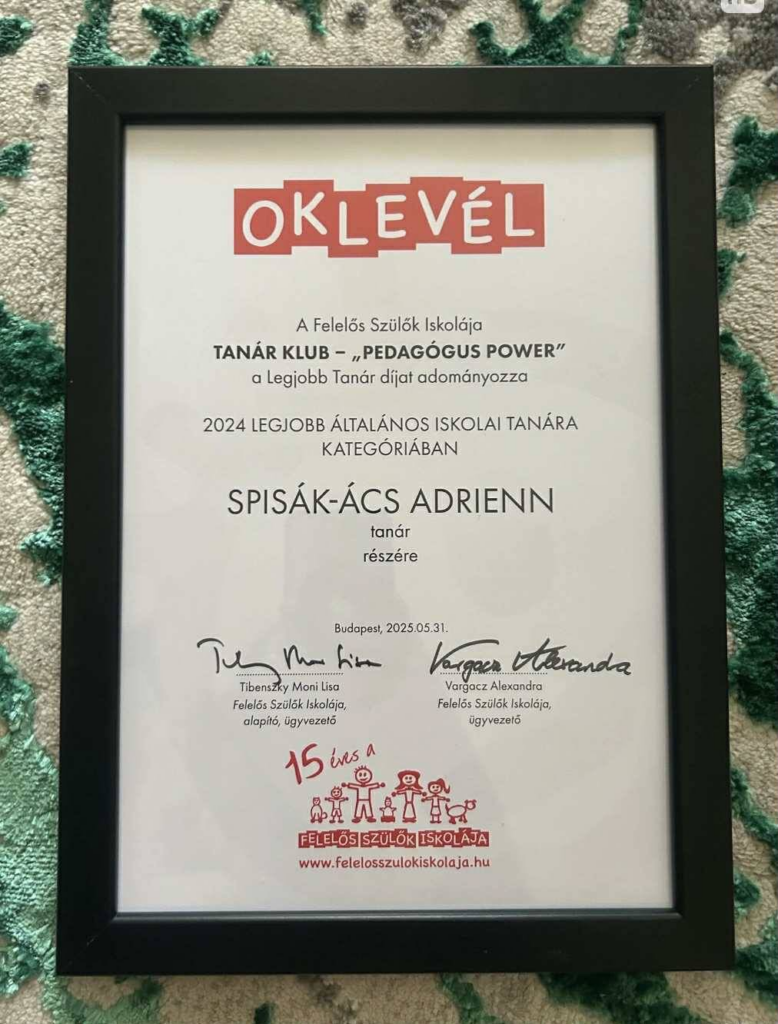 OKLEVÉL
A Felelős Szülők Iskolája
TANÁR KLUB – „PEDAGÓGUS POWER”
a Legjobb Tanár díjat adományozza
2024 LEGJOBB ÁLTALÁNOS ISKOLAI TANÁRA
KATEGÓRIÁBAN
SPISÁK-ÁCS ADRIENN
tanár
részére
Budapest, 2025.05.31.
Vargacz Alexandra
Tibenszky Moni Lisa
Felelős Szülők Iskolája,
alapító, ügyvezető
Vargacz Alexandra
Felelős Szülők Iskolája,
ügyvezető
15 éves a
FELELŐS SZÜLŐK ISKOLÁJA
www.felelosszulokiskolaja.hu